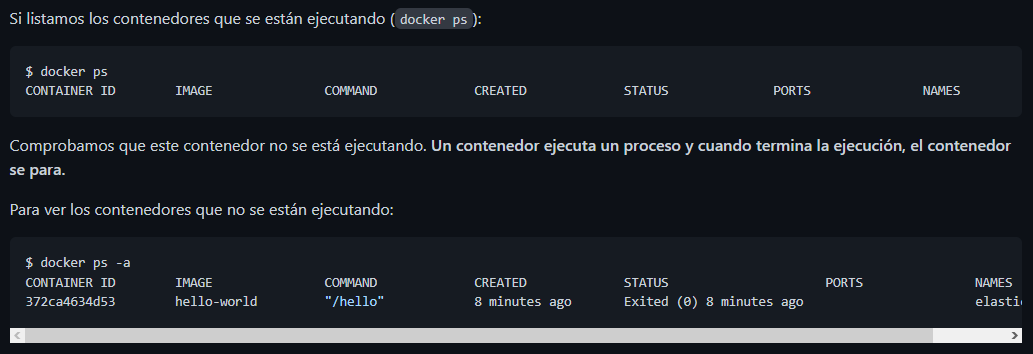 Si listamos los contenedores que se están ejecutando (docker ps):
$ docker ps
CONTAINER ID        IMAGE               COMMAND             CREATED             STATUS              PORTS               NAMES
Comprobamos que este contenedor no se está ejecutando. Un contenedor ejecuta un proceso y cuando termina la ejecución, el contenedor
se para.
Para ver los contenedores que no se están ejecutando:
$ docker ps -a
CONTAINER ID        IMAGE               COMMAND             CREATED             STATUS                     PORTS               NAMES
372ca4634d53        hello-world         "/hello"            8 minutes ago       Exited (0) 8 minutes ago